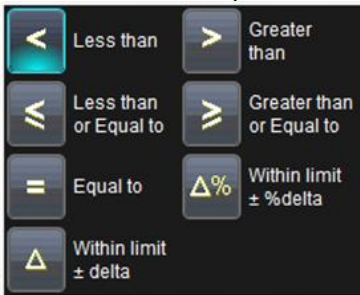 < Less than
> Greater
than
≤ Less than
or Equal to
≥ Greater than
or Equal to
= Equal to
Δ% Within limit
± %delta
Δ Within limit
± delta